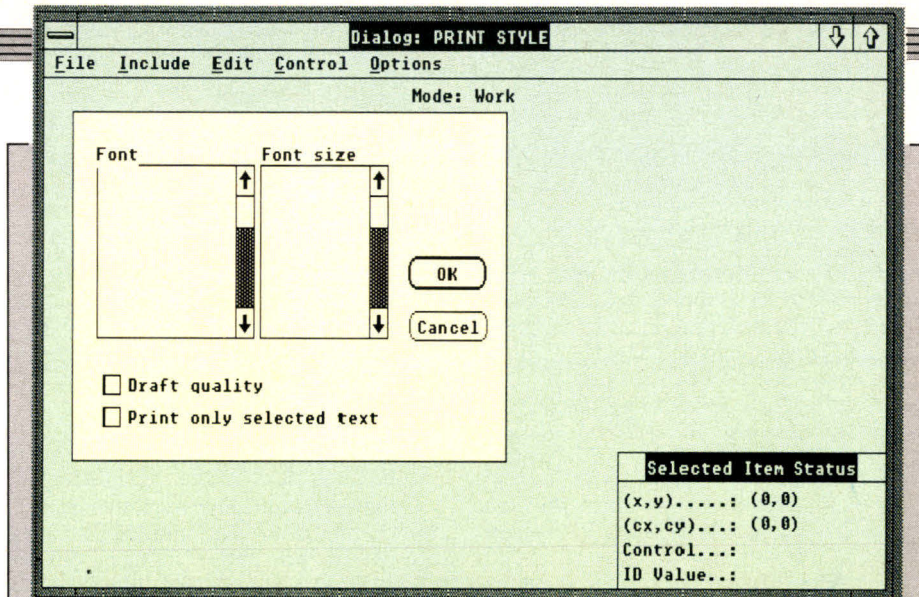 Dialog: PRINT STYLE
File Include Edit Control Options
Mode: Work
Font Font size
OK
Cancel
Draft quality
Print only selected text
Selected Item Status
(x,y).....: (0,0)
(cx,cy)...: (0,0)
Control...:
ID Value..: